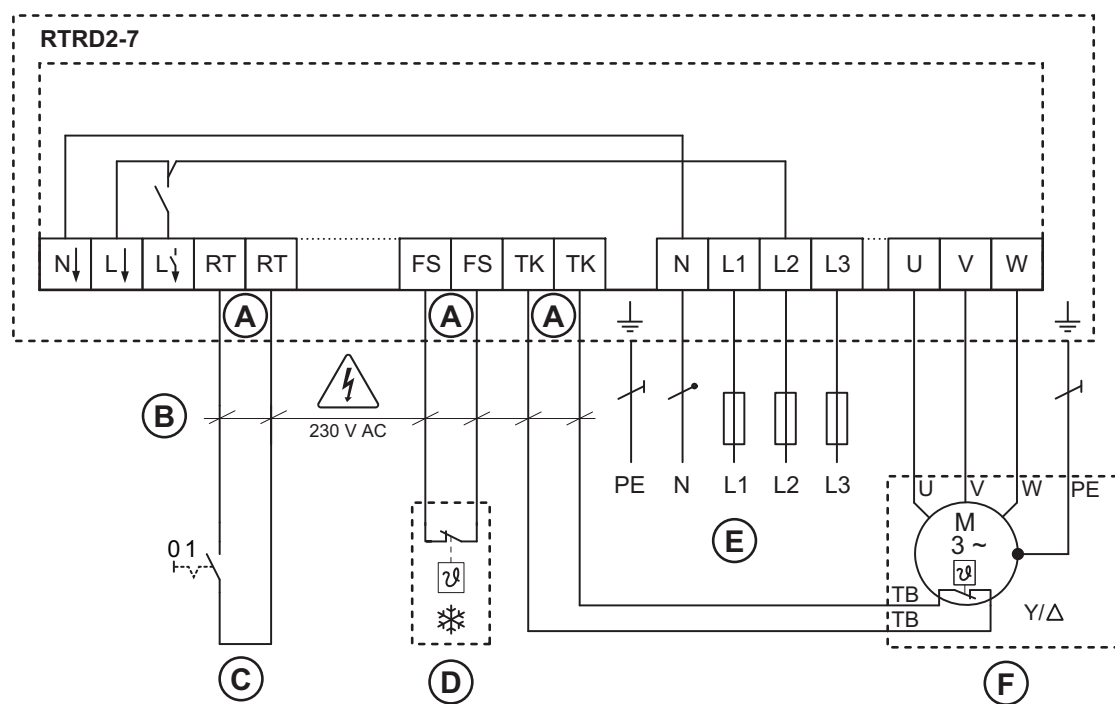 RTRD2-7
N L L RT RT FS FS TK TK N L1 L2 L3 U V W
A A A
B
230 V AC
PE N L1 L2 L3
U V W PE
M
3 ~
ϑ
0 1
ϑ
E
TB
TB
Y/Δ
C D F